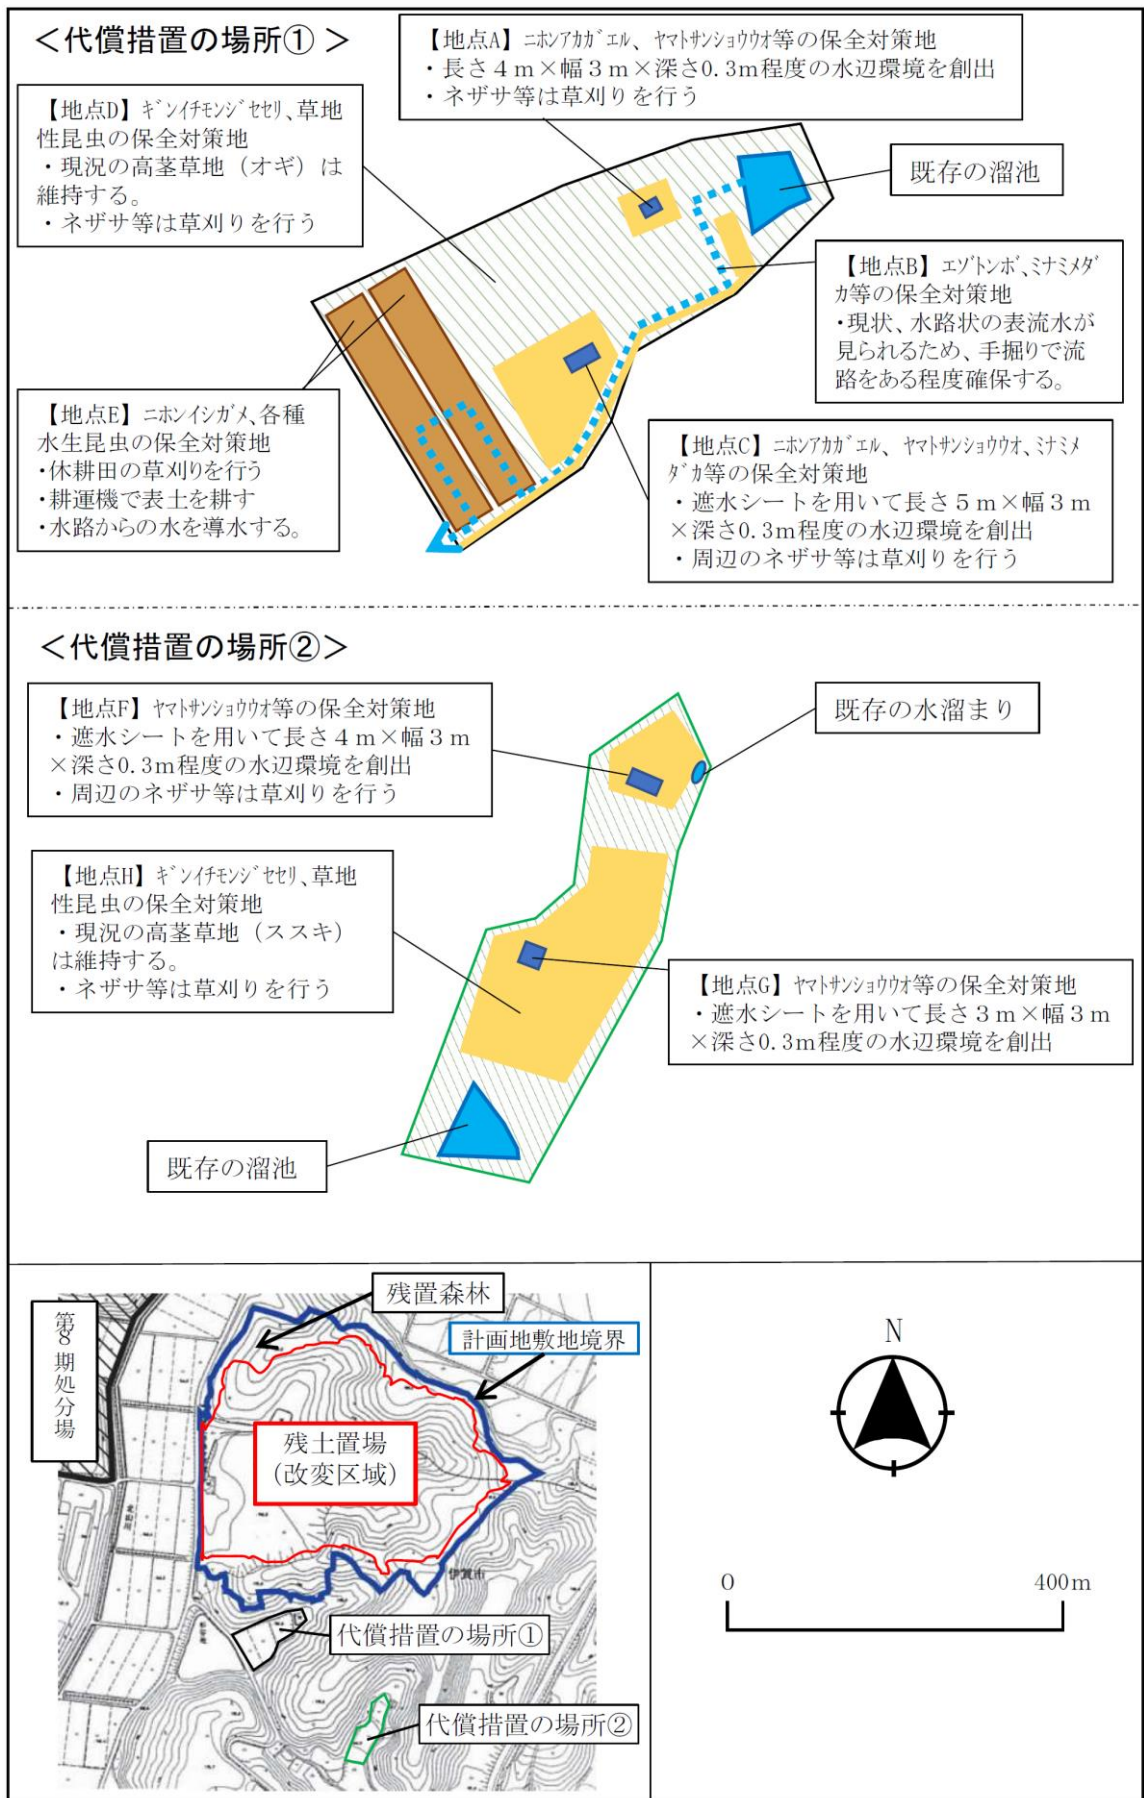 ＜代償措置の場所①＞
【地点A】ﾆﾎﾝｱｶｶﾞｴﾙ、ﾔﾏﾄｻﾝｼｮｳｳｵ等の保全対策地
・長さ４ｍ×幅３ｍ×深さ0.3ｍ程度の水辺環境を創出
・ネザサ等は草刈りを行う
【地点D】ｷﾞﾝｲﾁﾓﾝｼﾞｾｾﾘ、草地
性昆虫の保全対策地
・現況の高茎草地（オギ）は
維持する。
・ネザサ等は草刈りを行う
既存の溜池
【地点B】ｴｿﾞﾄﾝﾎﾞ、ﾐﾅﾐﾒﾀﾞ
ｶ等の保全対策地
・現状、水路状の表流水が
見られるため、手掘りで流
路をある程度確保する。
【地点E】ﾆﾎﾝｲｼｶﾞﾒ、各種
水生昆虫の保全対策地
・休耕田の草刈りを行う
・耕運機で表土を耕す
・水路からの水を導水する。
【地点C】ﾆﾎﾝｱｶｶﾞｴﾙ、ﾔﾏﾄｻﾝｼｮｳｳｵ、ﾐﾅﾐﾒ
ﾀﾞｶ等の保全対策地
・遮水シートを用いて長さ５ｍ×幅３ｍ
×深さ0.3ｍ程度の水辺環境を創出
・周辺のネザサ等は草刈りを行う
＜代償措置の場所②＞
【地点F】ﾔﾏﾄｻﾝｼｮｳｳｵ等の保全対策地
・遮水シートを用いて長さ４ｍ×幅３ｍ
×深さ0.3ｍ程度の水辺環境を創出
・周辺のネザサ等は草刈りを行う
既存の水溜まり
【地点H】ｷﾞﾝｲﾁﾓﾝｼﾞｾｾﾘ、草地
性昆虫の保全対策地
・現況の高茎草地（ススキ）
は維持する。
・ネザサ等は草刈りを行う
【地点G】ﾔﾏﾄｻﾝｼｮｳｳｵ等の保全対策地
・遮水シートを用いて長さ３ｍ×幅３ｍ
×深さ0.3ｍ程度の水辺環境を創出
既存の溜池
第8期処分場
残置森林
計画地敷地境界
残土置場
（改変区域）
伊賀市
代償措置の場所①
代償措置の場所②
N
0 400m